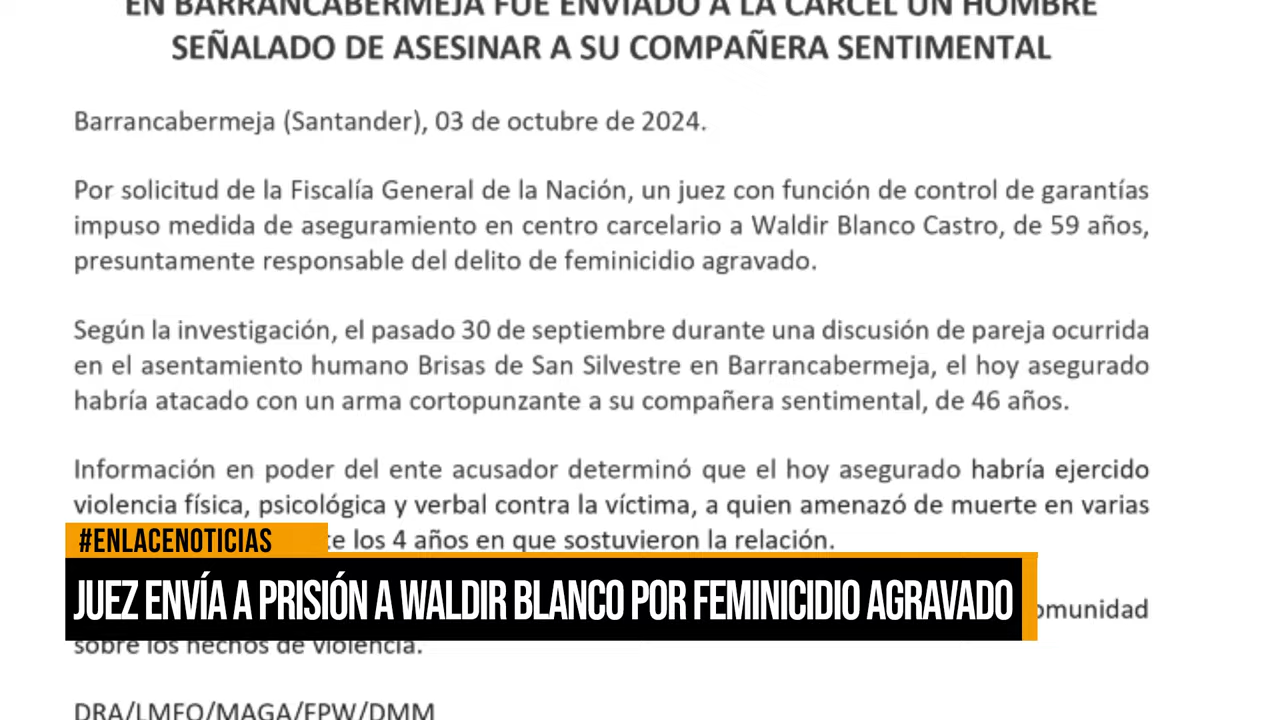 EN BARRANCABERMEJA FUE ENVIADO A LA CÁRCEL UN HOMBRE
SEÑALADO DE ASESINAR A SU COMPAÑERA SENTIMENTAL
Barrancabermeja (Santander), 03 de octubre de 2024.
Por solicitud de la Fiscalía General de la Nación, un juez con función de control de garantías
impuso medida de aseguramiento en centro carcelario a Waldir Blanco Castro, de 59 años,
presuntamente responsable del delito de feminicidio agravado.
Según la investigación, el pasado 30 de septiembre durante una discusión de pareja ocurrida
en el asentamiento humano Brisas de San Silvestre en Barrancabermeja, el hoy asegurado
habría atacado con un arma cortopunzante a su compañera sentimental, de 46 años.
Información en poder del ente acusador determinó que el hoy asegurado habría ejercido
violencia física, psicológica y verbal contra la víctima, a quien amenazó de muerte en varias
#ENLACENOTICIAS
te los 4 años en que sostuvieron la relación.
JUEZ ENVÍA A PRISIÓN A WALDIR BLANCO POR FEMINICIDIO AGRAVADO
omunidad
sobre los hechos de violencia.
DRA/LMEO/MAGA/EPW/DMM